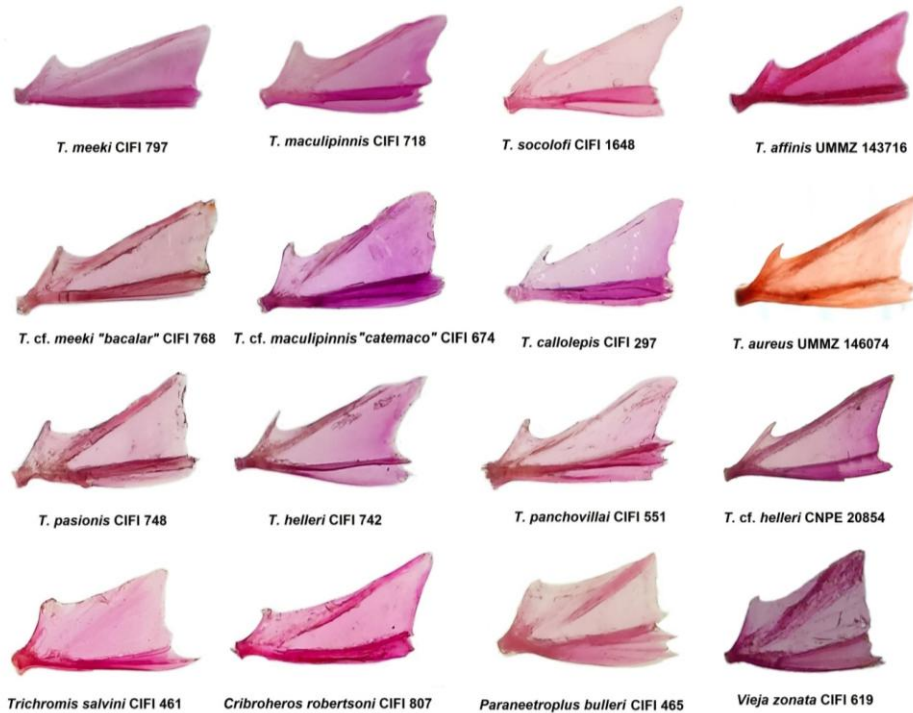 T. meeki CIFI 797
T. maculipinnis CIFI 718
T. socolofi CIFI 1648
T. affinis UMMZ 143716
T. cf. meeki "bacalar" CIFI 768
T. cf. maculipinnis"catemaco" CIFI 674
T. callolepis CIFI 297
T. aureus UMMZ 146074
T. pasionis CIFI 748
T. helleri CIFI 742
T. panchovillai CIFI 551
T. cf. helleri CNPE 20854
Trichromis salvini CIFI 461
Cribroheros robertsoni CIFI 807
Paraneetroplus bulleri CIFI 465
Vieja zonata CIFI 619